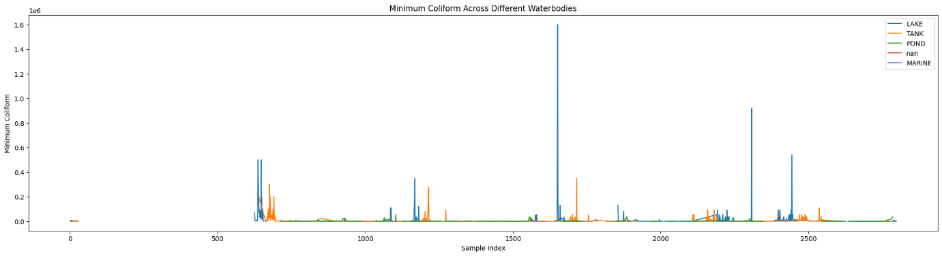 Minimum Coliform Across Different Waterbodies
1e6
1.6
1.4
1.2
1.0
0.8
0.6
0.4
0.2
0.0
Minimum Coliform
LAKE
TANK
POND
nan
MARINE
0
500
1000
1500
2000
2500
Sample Index